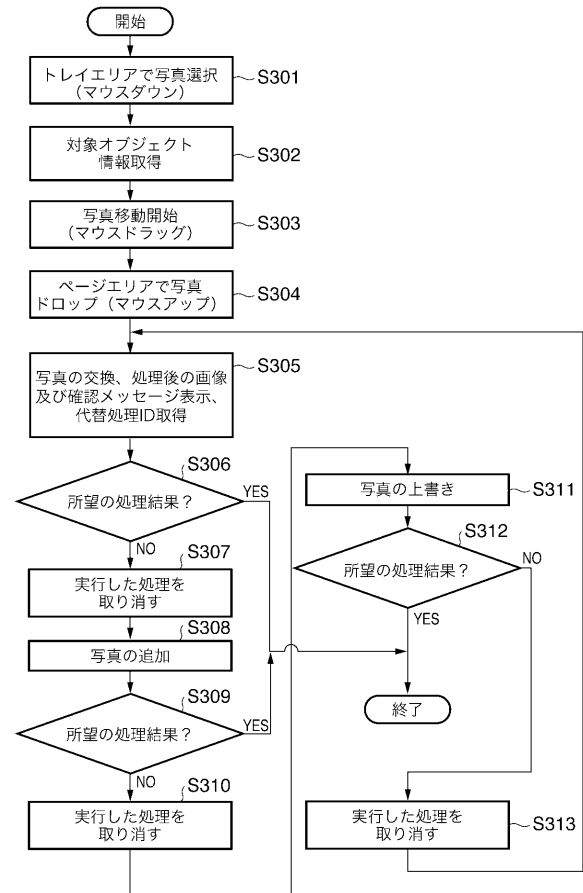 開始
トレイエリアで写真選択
(マウスダウン)
S301
対象オブジェクト
情報取得
S302
写真移動開始
(マウスドラッグ)
S303
ページエリアで写真
ドロップ(マウスアップ)
S304
写真の交換、処理後の画像
及び確認メッセージ表示、
代替処理ID取得
S305
所望の処理結果?
S306
YES
NO
実行した処理を
取り消す
S307
写真の追加
S308
所望の処理結果?
S309
YES
NO
実行した処理を
取り消す
S310
写真の上書き
S311
所望の処理結果?
S312
NO
YES
終了
実行した処理を
取り消す
S313